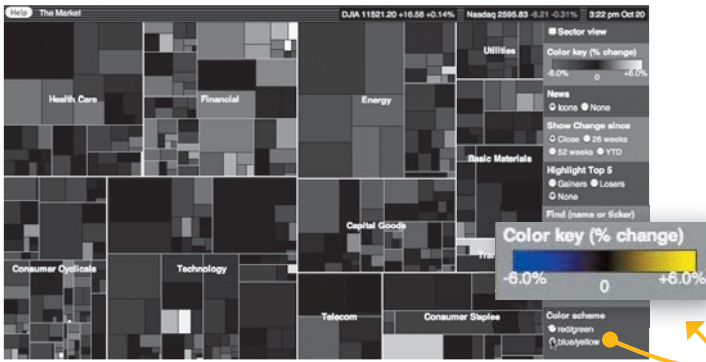 Help The Market DJIA 11521.20 +16.58 +0.14% Nasdaq 2595.83 -8.21 -0.31% 3:22 pm Oct 20
Sector view
Color key (% change)
-6.0% 0 +6.0%
News
Icons None
Show Change since
Close 26 weeks
52 weeks YTD
Highlight Top 5
Gainers Losers
None
Find (name or ticker)
Health Care
Financial
Energy
Utilities
Basic Materials
Capital Goods
Consumer Cyclicals
Technology
Telecom
Consumer Staples
Color key (% change)
-6.0% 0 +6.0%
Color scheme
red/green
blue/yellow